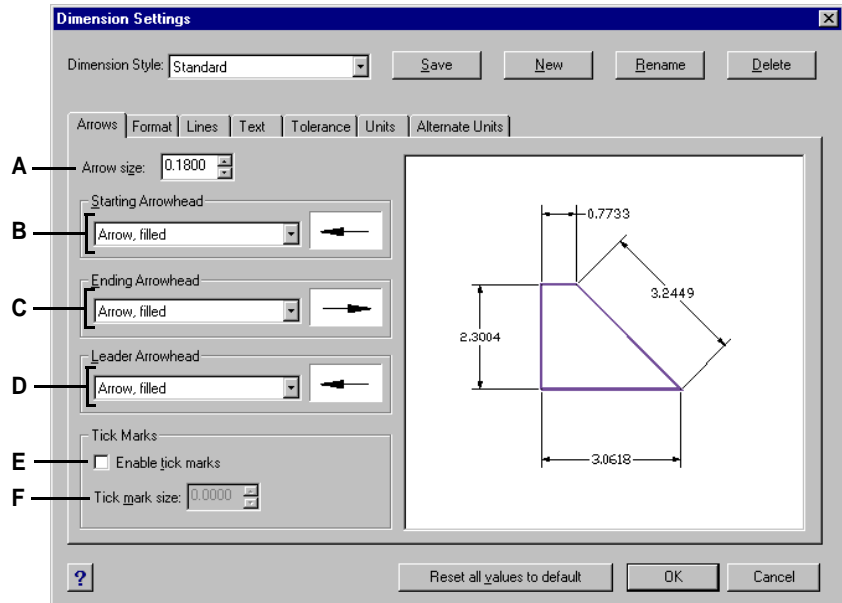 Dimension Settings
Dimension Style: Standard Save New Rename Delete
Arrows Format Lines Text Tolerance Units Alternate Units
A Arrow size: 0.1800
Starting Arrowhead
B Arrow, filled
Ending Arrowhead
C Arrow, filled
Leader Arrowhead
D Arrow, filled
Tick Marks
E Enable tick marks
F Tick mark size: 0.0000
0.7733
3.2449
2.3004
3.0618
? Reset all values to default OK Cancel